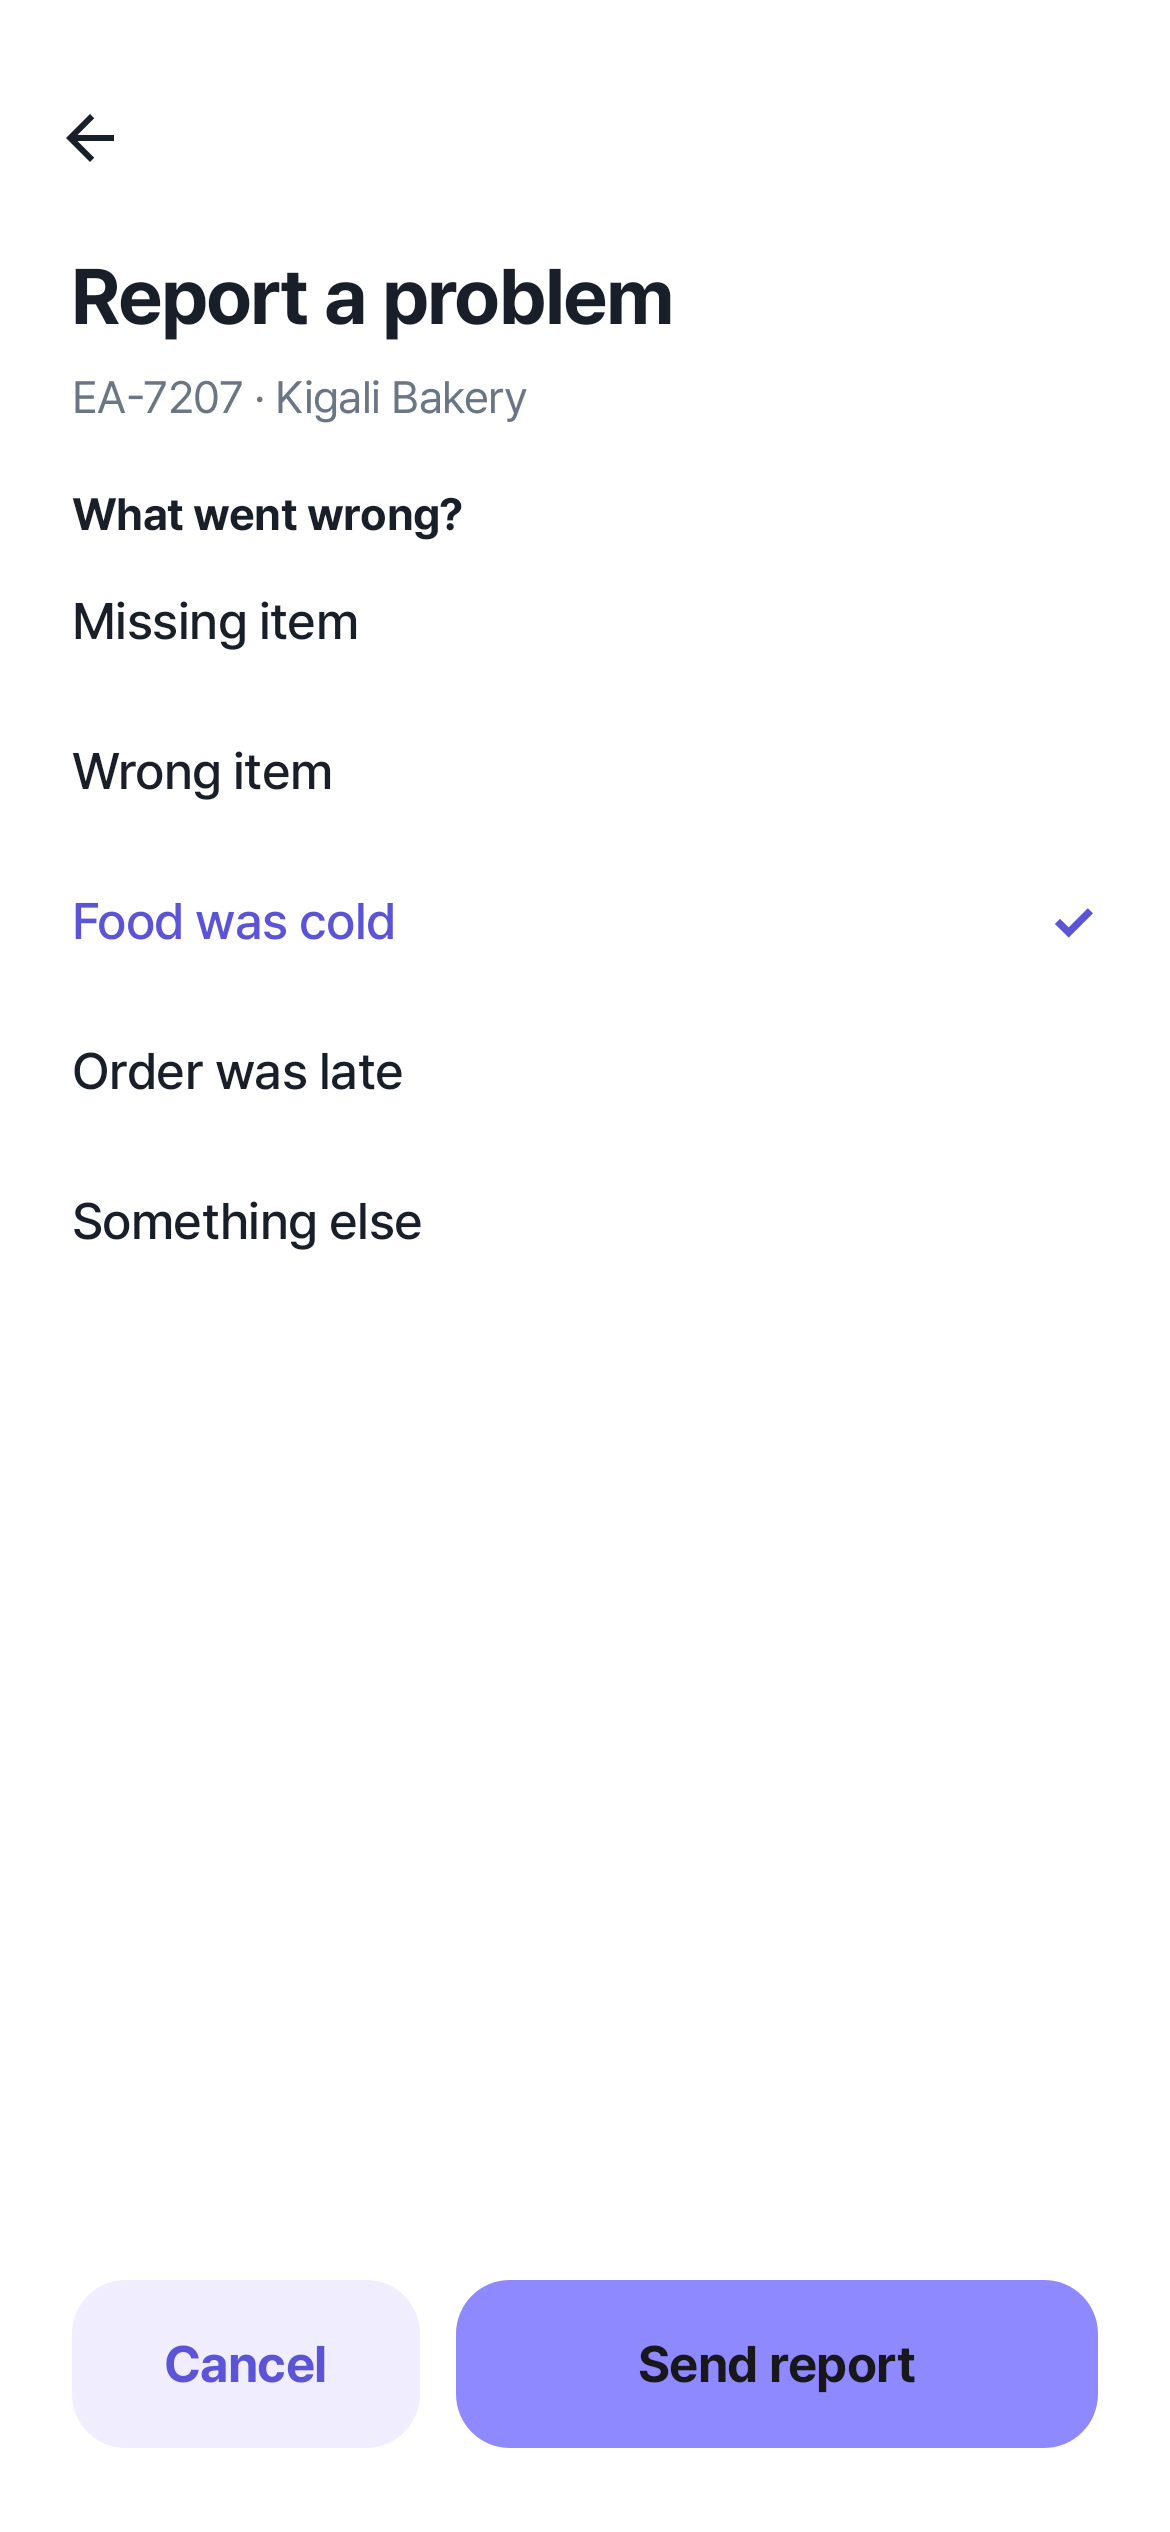 Report a problem
EA-7207 · Kigali Bakery
What went wrong?
Missing item
Wrong item
Food was cold
Order was late
Something else
Cancel
Send report